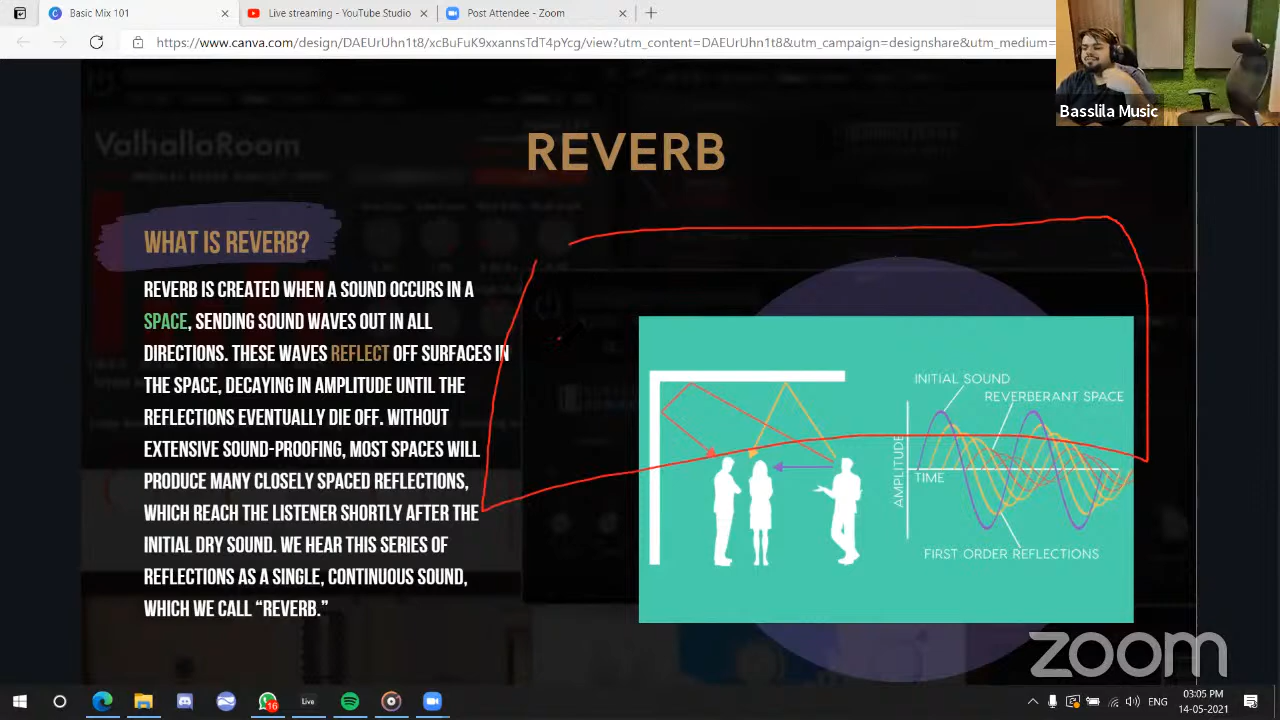 Basic Mix 101
Live streaming - YouTube Studio
Post Attendee - Zoom
https://www.canva.com/design/DAEUrUhn1t8/xcBuFuK9xxannsTdT4pYcg/view?utm_content=DAEUrUhn1t8&utm_campaign=designshare&utm_medium=
Basslila Music
ValhallaRoom
REVERB
WHAT IS REVERB?
REVERB IS CREATED WHEN A SOUND OCCURS IN A
SPACE, SENDING SOUND WAVES OUT IN ALL
DIRECTIONS. THESE WAVES REFLECT OFF SURFACES IN
THE SPACE, DECAYING IN AMPLITUDE UNTIL THE
REFLECTIONS EVENTUALLY DIE OFF. WITHOUT
EXTENSIVE SOUND-PROOFING, MOST SPACES WILL
PRODUCE MANY CLOSELY SPACED REFLECTIONS,
WHICH REACH THE LISTENER SHORTLY AFTER THE
INITIAL DRY SOUND. WE HEAR THIS SERIES OF
REFLECTIONS AS A SINGLE, CONTINUOUS SOUND,
WHICH WE CALL “REVERB.”
INITIAL SOUND
REVERBERANT SPACE
AMPLITUDE
TIME
FIRST ORDER REFLECTIONS
zoom
16
Live
ENG
03:05 PM
14-05-2021